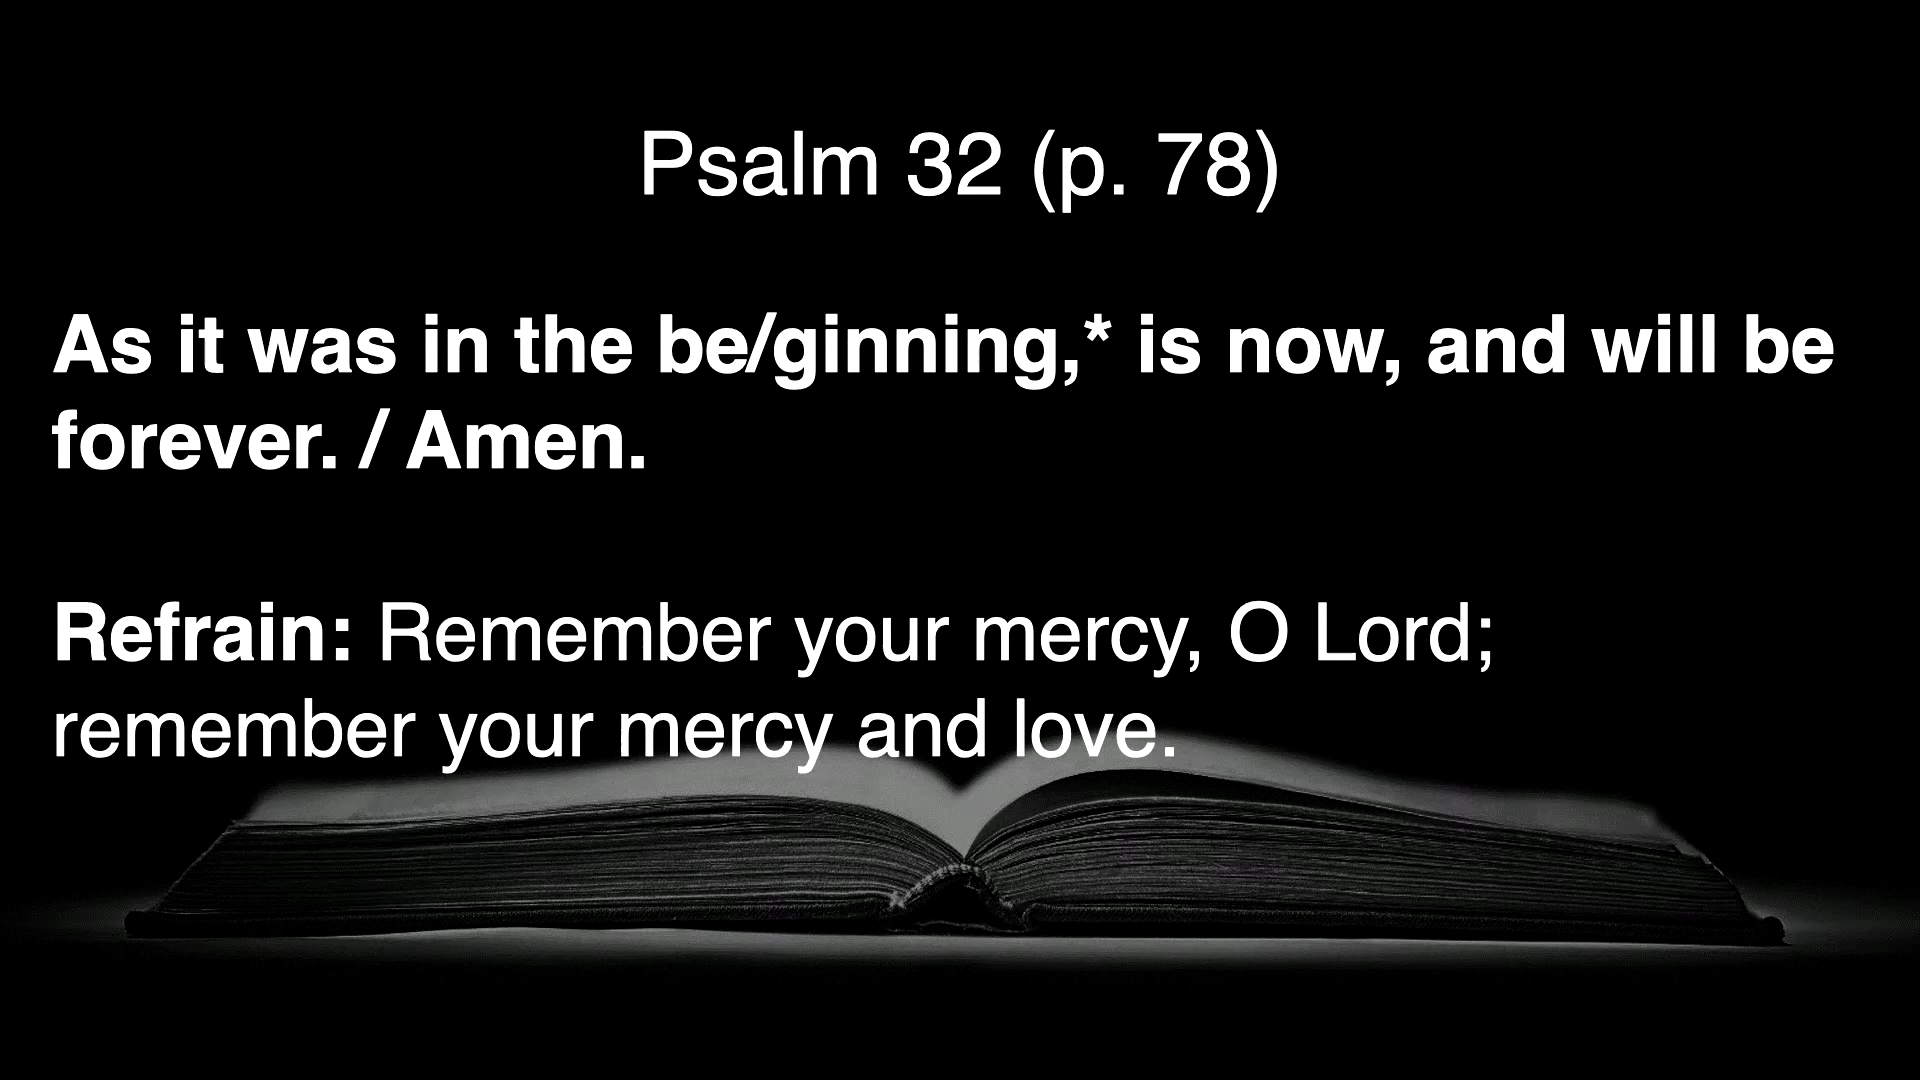 Psalm 32 (p. 78)
As it was in the be/ginning,* is now, and will be
forever. / Amen.
Refrain: Remember your mercy, O Lord;
remember your mercy and love.